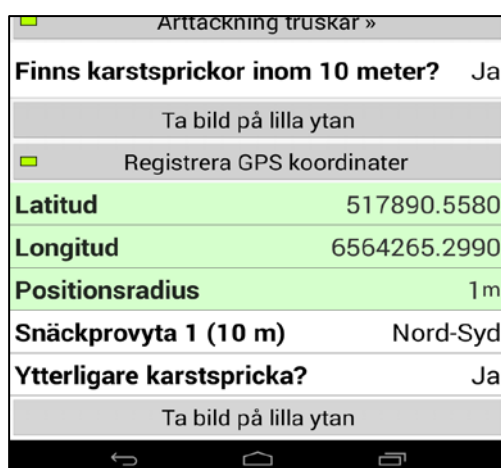 Arttäckning truskär »
Finns karstsprickor inom 10 meter? Ja
Ta bild på lilla ytan
Registrera GPS koordinater
Latitud 517890.5580
Longitud 6564265.2990
Positionsradius 1m
Snäckprovyta 1 (10 m) Nord-Syd
Ytterligare karstspricka? Ja
Ta bild på lilla ytan